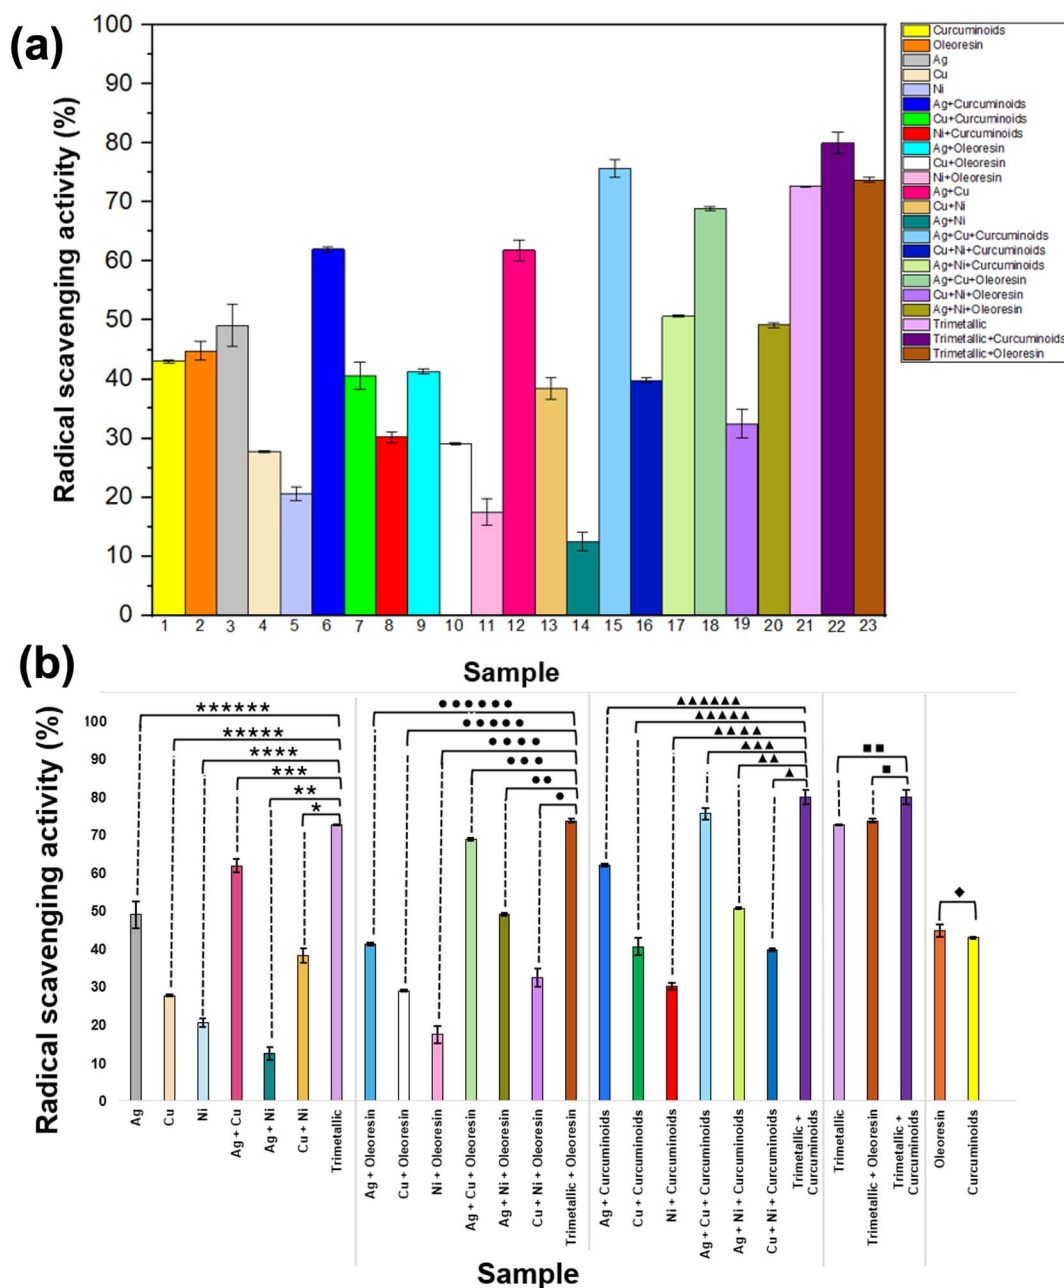 (a)
Radical scavenging activity (%)
100
90
80
70
60
50
40
30
20
10
0
1 2 3 4 5 6 7 8 9 10 11 12 13 14 15 16 17 18 19 20 21 22 23
Sample
Curcuminoids
Oleoresin
Ag
Cu
Ni
Ag+Curcuminoids
Cu+Curcuminoids
Ni+Curcuminoids
Ag+Oleoresin
Cu+Oleoresin
Ni+Oleoresin
Ag+Cu
Cu+Ni
Ag+Ni
Ag+Cu+Curcuminoids
Cu+Ni+Curcuminoids
Ag+Ni+Curcuminoids
Ag+Cu+Oleoresin
Cu+Ni+Oleoresin
Ag+Ni+Oleoresin
Trimetallic
Trimetallic+Curcuminoids
Trimetallic+Oleoresin
(b)
Radical scavenging activity (%)
100
90
80
70
60
50
40
30
20
10
0
******
*****
****
***
**
*
●●●●●●
●●●●●
●●●●
●●●
●●
●
▲▲▲▲▲▲
▲▲▲▲▲
▲▲▲▲
▲▲▲
▲▲
▲
■■
■
◆
Ag
Cu
Ni
Ag + Cu
Ag + Ni
Cu + Ni
Trimetallic
Ag + Oleoresin
Cu + Oleoresin
Ni + Oleoresin
Ag + Cu + Oleoresin
Ag + Ni + Oleoresin
Cu + Ni + Oleoresin
Trimetallic + Oleoresin
Ag + Curcuminoids
Cu + Curcuminoids
Ni + Curcuminoids
Ag + Cu + Curcuminoids
Ag + Ni + Curcuminoids
Cu + Ni + Curcuminoids
Trimetallic +
Curcuminoids
Trimetallic
Trimetallic + Oleoresin
Trimetallic +
Curcuminoids
Oleoresin
Curcuminoids
Sample